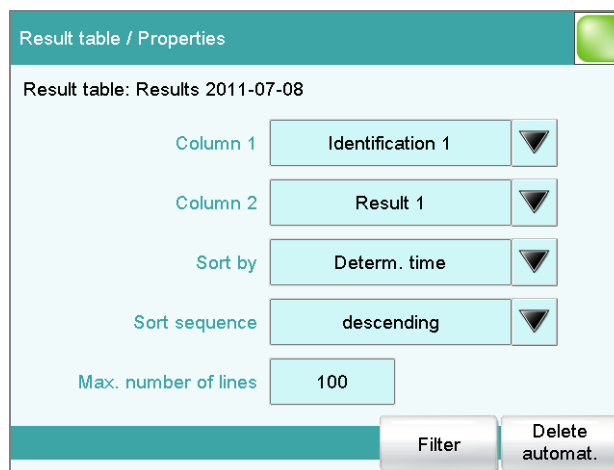 Result table / Properties
Result table: Results 2011-07-08
Column 1 Identification 1
Column 2 Result 1
Sort by Determ. time
Sort sequence descending
Max. number of lines 100
Filter
Delete
automat.